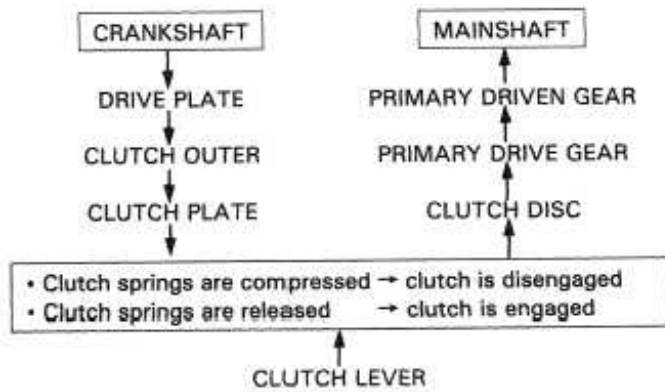 CRANKSHAFT
DRIVE PLATE
CLUTCH OUTER
CLUTCH PLATE
MAINSHAFT
PRIMARY DRIVEN GEAR
PRIMARY DRIVE GEAR
CLUTCH DISC
• Clutch springs are compressed → clutch is disengaged
• Clutch springs are released → clutch is engaged
CLUTCH LEVER